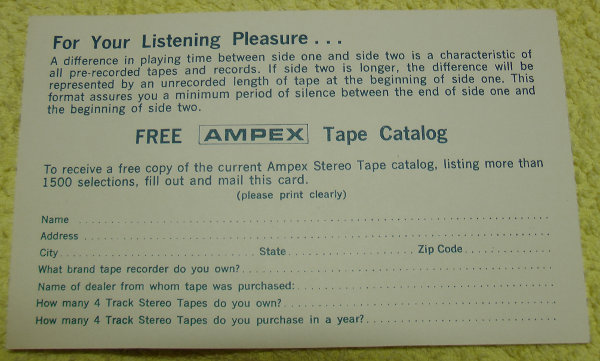 For Your Listening Pleasure . . .
A difference in playing time between side one and side two is a characteristic of
all pre-recorded tapes and records. If side two is longer, the difference will be
represented by an unrecorded length of tape at the beginning of side one. This
format assures you a minimum period of silence between the end of side one and
the beginning of side two.
FREE AMPEX Tape Catalog
To receive a free copy of the current Ampex Stereo Tape catalog, listing more than
1500 selections, fill out and mail this card.
(please print clearly)
Name
Address
City State Zip Code
What brand tape recorder do you own?
Name of dealer from whom tape was purchased:
How many 4 Track Stereo Tapes do you own?
How many 4 Track Stereo Tapes do you purchase in a year?